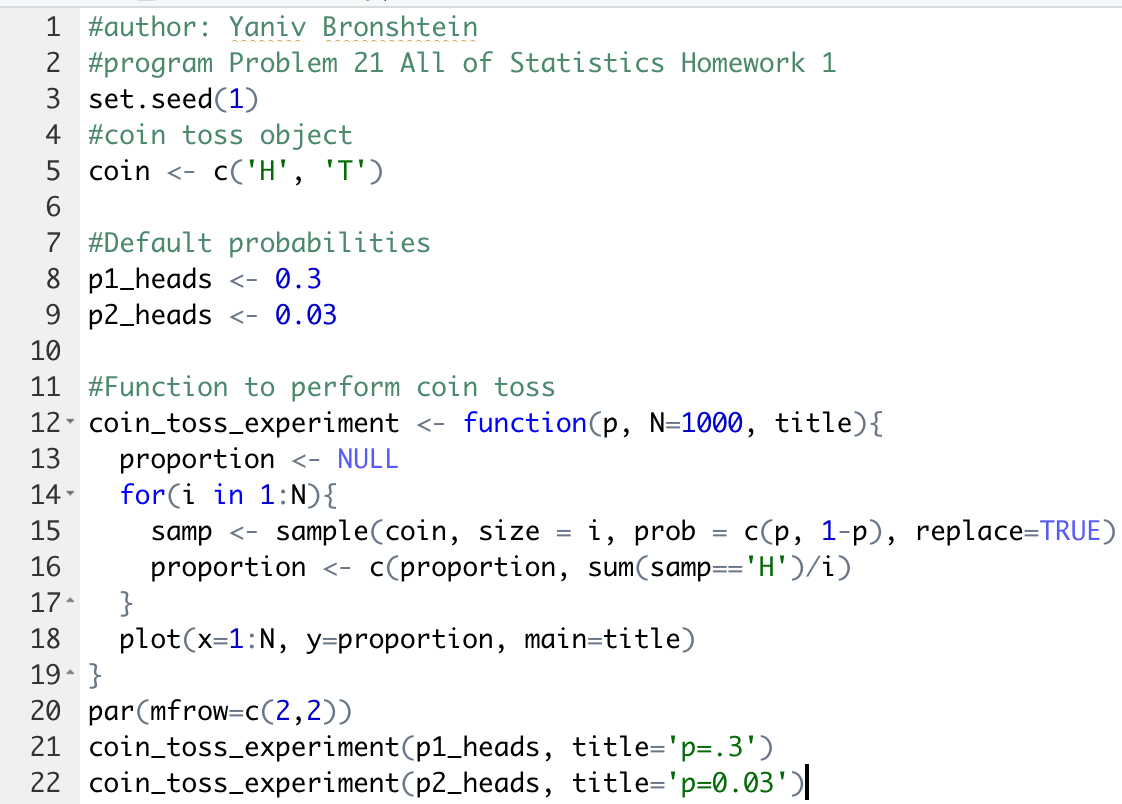 1 #author: Yaniv Bronshtein
2 #program Problem 21 All of Statistics Homework 1
3 set.seed(1)
4 #coin toss object
5 coin <- c('H', 'T')
6
7 #Default probabilities
8 p1_heads <- 0.3
9 p2_heads <- 0.03
10
11 #Function to perform coin toss
12 coin_toss_experiment <- function(p, N=1000, title){
13   proportion <- NULL
14   for(i in 1:N){
15     samp <- sample(coin, size = i, prob = c(p, 1-p), replace=TRUE)
16     proportion <- c(proportion, sum(samp=='H')/i)
17   }
18   plot(x=1:N, y=proportion, main=title)
19 }
20 par(mfrow=c(2,2))
21 coin_toss_experiment(p1_heads, title='p=.3')
22 coin_toss_experiment(p2_heads, title='p=0.03')